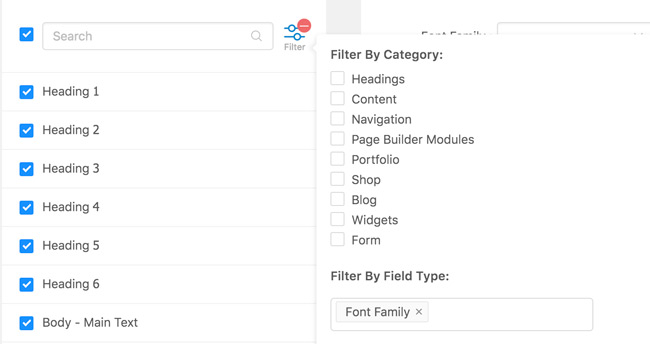 Search
Filter
Heading 1
Heading 2
Heading 3
Heading 4
Heading 5
Heading 6
Body - Main Text
Font Family
Filter By Category:
Headings
Content
Navigation
Page Builder Modules
Portfolio
Shop
Blog
Widgets
Form
Filter By Field Type:
Font Family ×